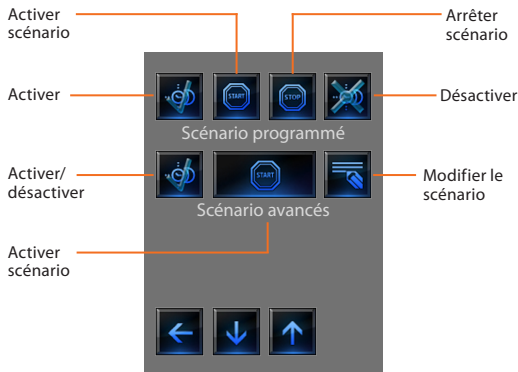 Activer
scénario
Arrêter
scénario
Activer
START
STOP
Désactiver
Scénario programmé
Activer/
désactiver
START
Modifier le
scénario
Scénario avancés
Activer
scénario